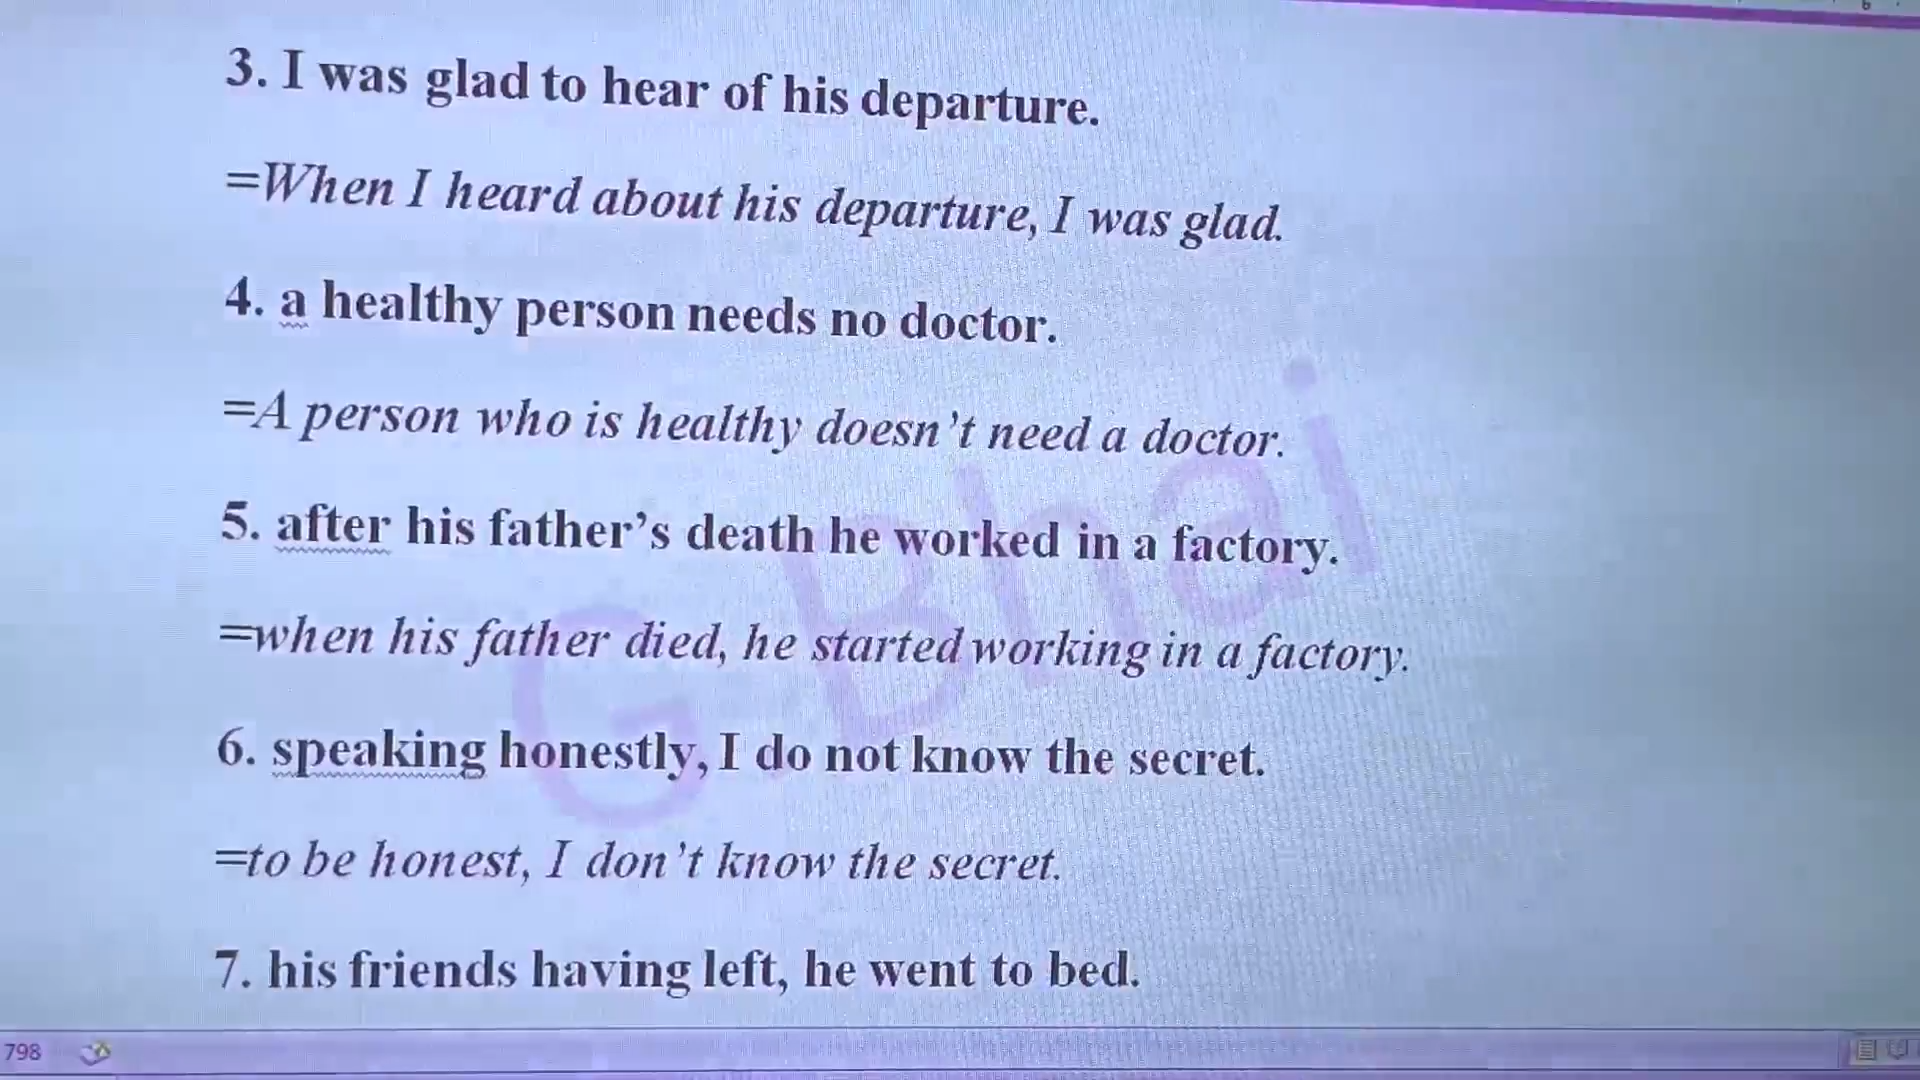 3. I was glad to hear of his departure.
=When I heard about his departure, I was glad.
4. a healthy person needs no doctor.
=A person who is healthy doesn't need a doctor.
5. after his father's death he worked in a factory.
=when his father died, he started working in a factory.
6. speaking honestly, I do not know the secret.
=to be honest, I don't know the secret.
7. his friends having left, he went to bed.
G.Bhai
798